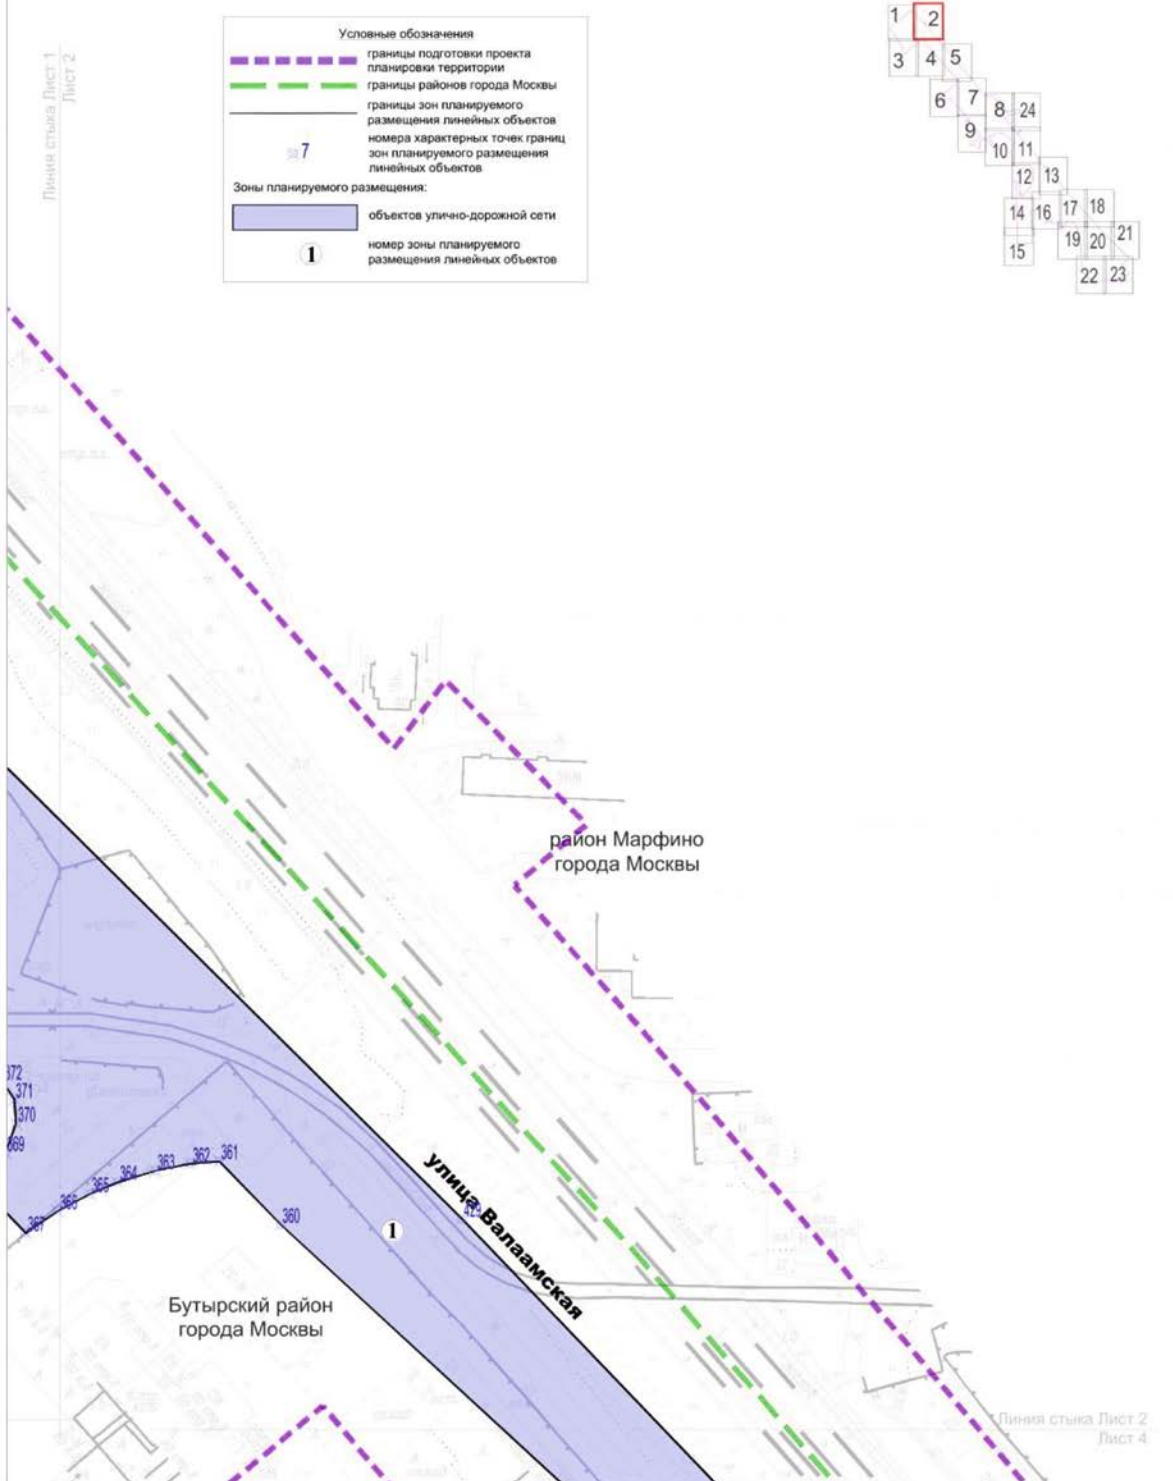 Условные обозначения
границы подготовки проекта
планировки территории
границы районов города Москвы
границы зон планируемого
размещения линейных объектов
7
номера характерных точек границ
зон планируемого размещения
линейных объектов
Зоны планируемого размещения:
объектов улично-дорожной сети
1
номер зоны планируемого
размещения линейных объектов
1 2
3 4 5
6 7 8 24
9 10 11
12 13
14 16 17 18
15 19 20 21
22 23
Линия стыка Лист 1
Лист 2
район Марфино
города Москвы
372
371
370
369
367
366
365
364
363
362
361
360
1
429
улица Валаамская
Бутырский район
города Москвы
Линия стыка Лист 2
Лист 4